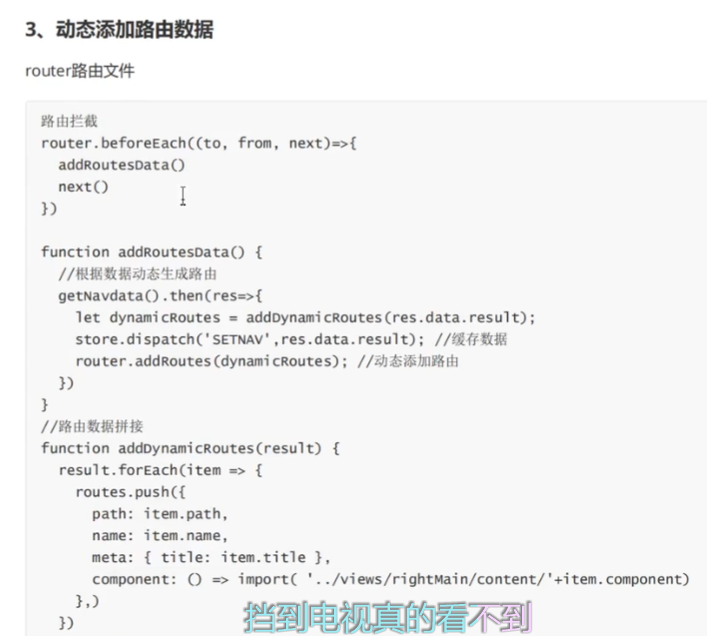 3、动态添加路由数据
router路由文件
路由拦截
router.beforeEach((to, from, next)=>{
addRoutesData()
next()
})
function addRoutesData() {
//根据数据动态生成路由
getNavdata().then(res=>{
let dynamicRoutes = addDynamicRoutes(res.data.result);
store.dispatch('SETNAV',res.data.result); //缓存数据
router.addRoutes(dynamicRoutes); //动态添加路由
})
}
//路由数据拼接
function addDynamicRoutes(result) {
result.forEach(item => {
routes.push({
path: item.path,
name: item.name,
meta: { title: item.title },
component: () => import( '../views/rightMain/content/'+item.component)
},)
})
挡到电视真的看不到